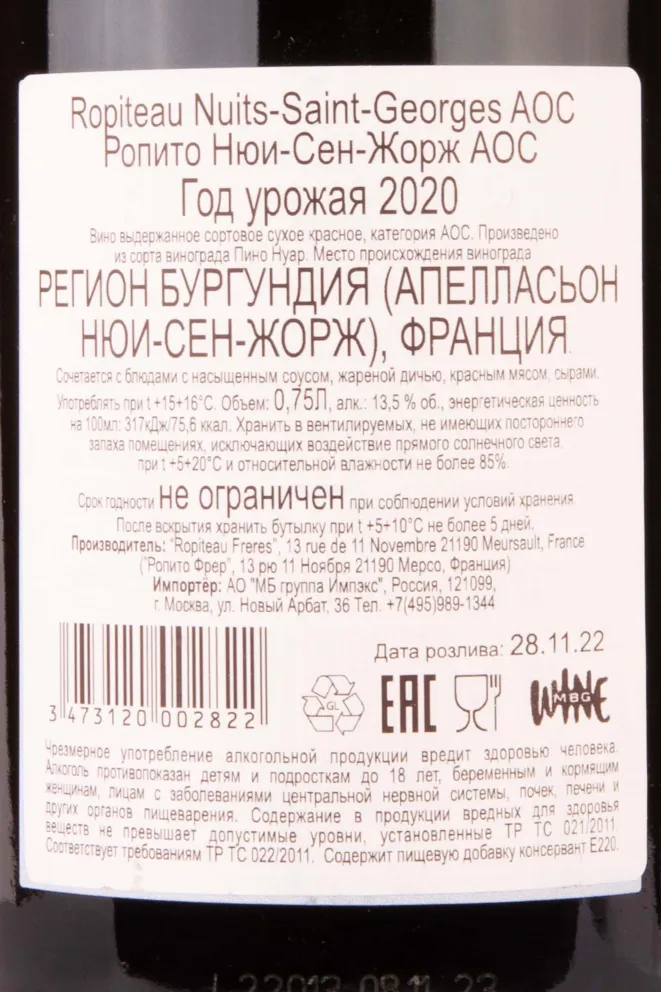 Ropiteau Nuits-Saint-Georges AOC
Ропито Нюи-Сен-Жорж АОС
Год урожая 2020
Вино выдержанное сортовое сухое красное, категория АОС. Произведено
из сорта винограда Пино Нуар. Место происхождения винограда
РЕГИОН БУРГУНДИЯ (АПЕЛЛАСЬОН
НЮИ-СЕН-ЖОРЖ), ФРАНЦИЯ.
Сочетается с блюдами с насыщенным соусом, жареной дичью, красным мясом, сырами.
Употреблять при t +15+16°С. Объем: 0,75Л, алк.: 13,5 % об., энергетическая ценность
на 100мл: 317кДж/75,6 ккал. Хранить в вентилируемых, не имеющих постороннего
запаха помещениях, исключающих воздействие прямого солнечного света,
при t +5+20°С и относительной влажности не более 85%.
Срок годности не ограничен при соблюдении условий хранения.
После вскрытия хранить бутылку при t +5+10°С не более 5 дней.
Производитель: "Ropiteau Freres", 13 rue de 11 Novembre 21190 Meursault, France
("Ропито Фрер", 13 рю 11 Ноября 21190 Мерсо, Франция)
Импортёр: АО "МБ группа Импэкс", Россия, 121099,
г. Москва, ул. Новый Арбат, 36 Тел. +7(495)989-1344
Дата розлива: 28.11.22
3 473120 002822
GL
EAC
WINE
MBG
Чрезмерное употребление алкогольной продукции вредит здоровью человека.
Алкоголь противопоказан детям и подросткам до 18 лет, беременным и кормящим
женщинам, лицам с заболеваниями центральной нервной системы, почек, печени и
других органов пищеварения. Содержание в продукции вредных для здоровья
веществ не превышает допустимые уровни, установленные ТР ТС 021/2011.
Соответствует требованиям ТР ТС 022/2011. Содержит пищевую добавку консервант Е220.